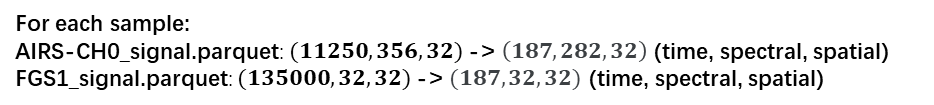 For each sample:
AIRS-CH0_signal.parquet: (11250, 356, 32) -> (187, 282, 32) (time, spectral, spatial)
FGS1_signal.parquet: (135000, 32, 32) -> (187, 32, 32) (time, spectral, spatial)